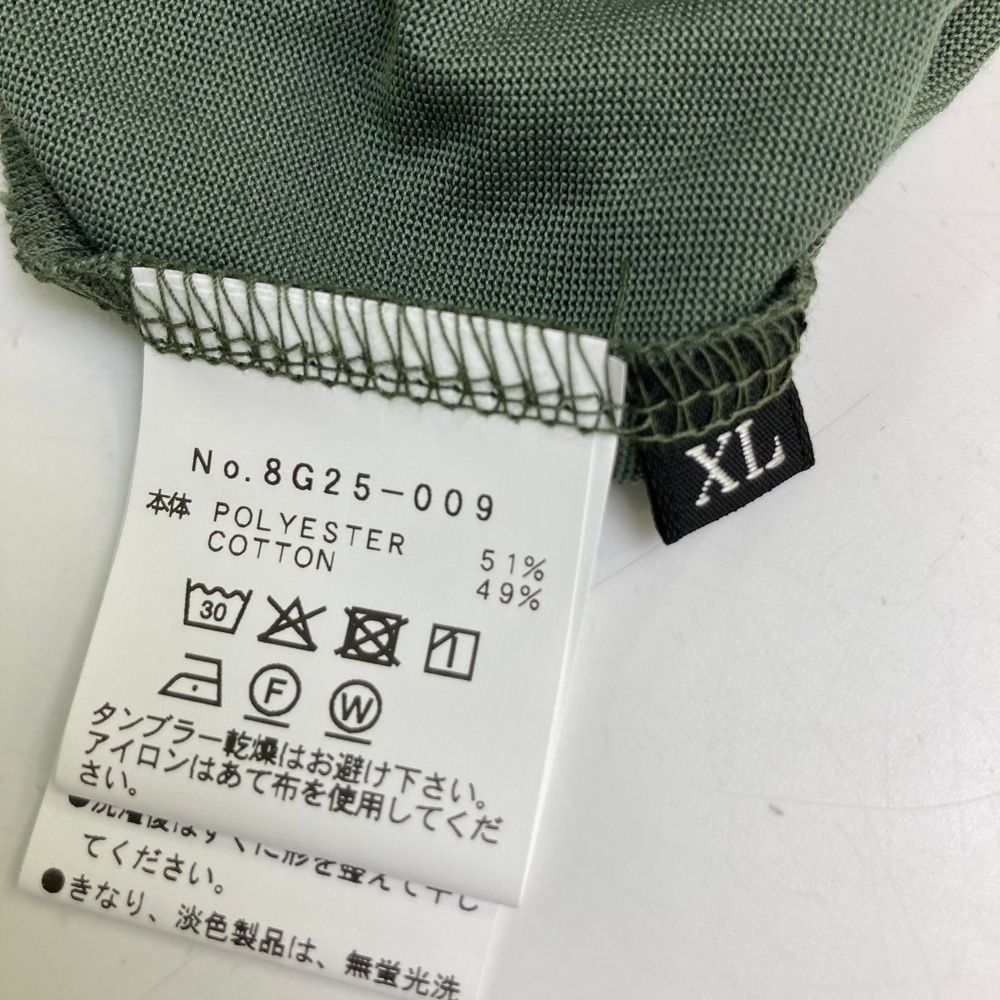 No.8G25-009
本体 POLYESTER 51%
COTTON 49%
XL
30
F
W
タンブラー乾燥はお避け下さい。
アイロンはあて布を使用してくだ
さい。
てください。
●きなり、淡色製品は、無蛍光洗